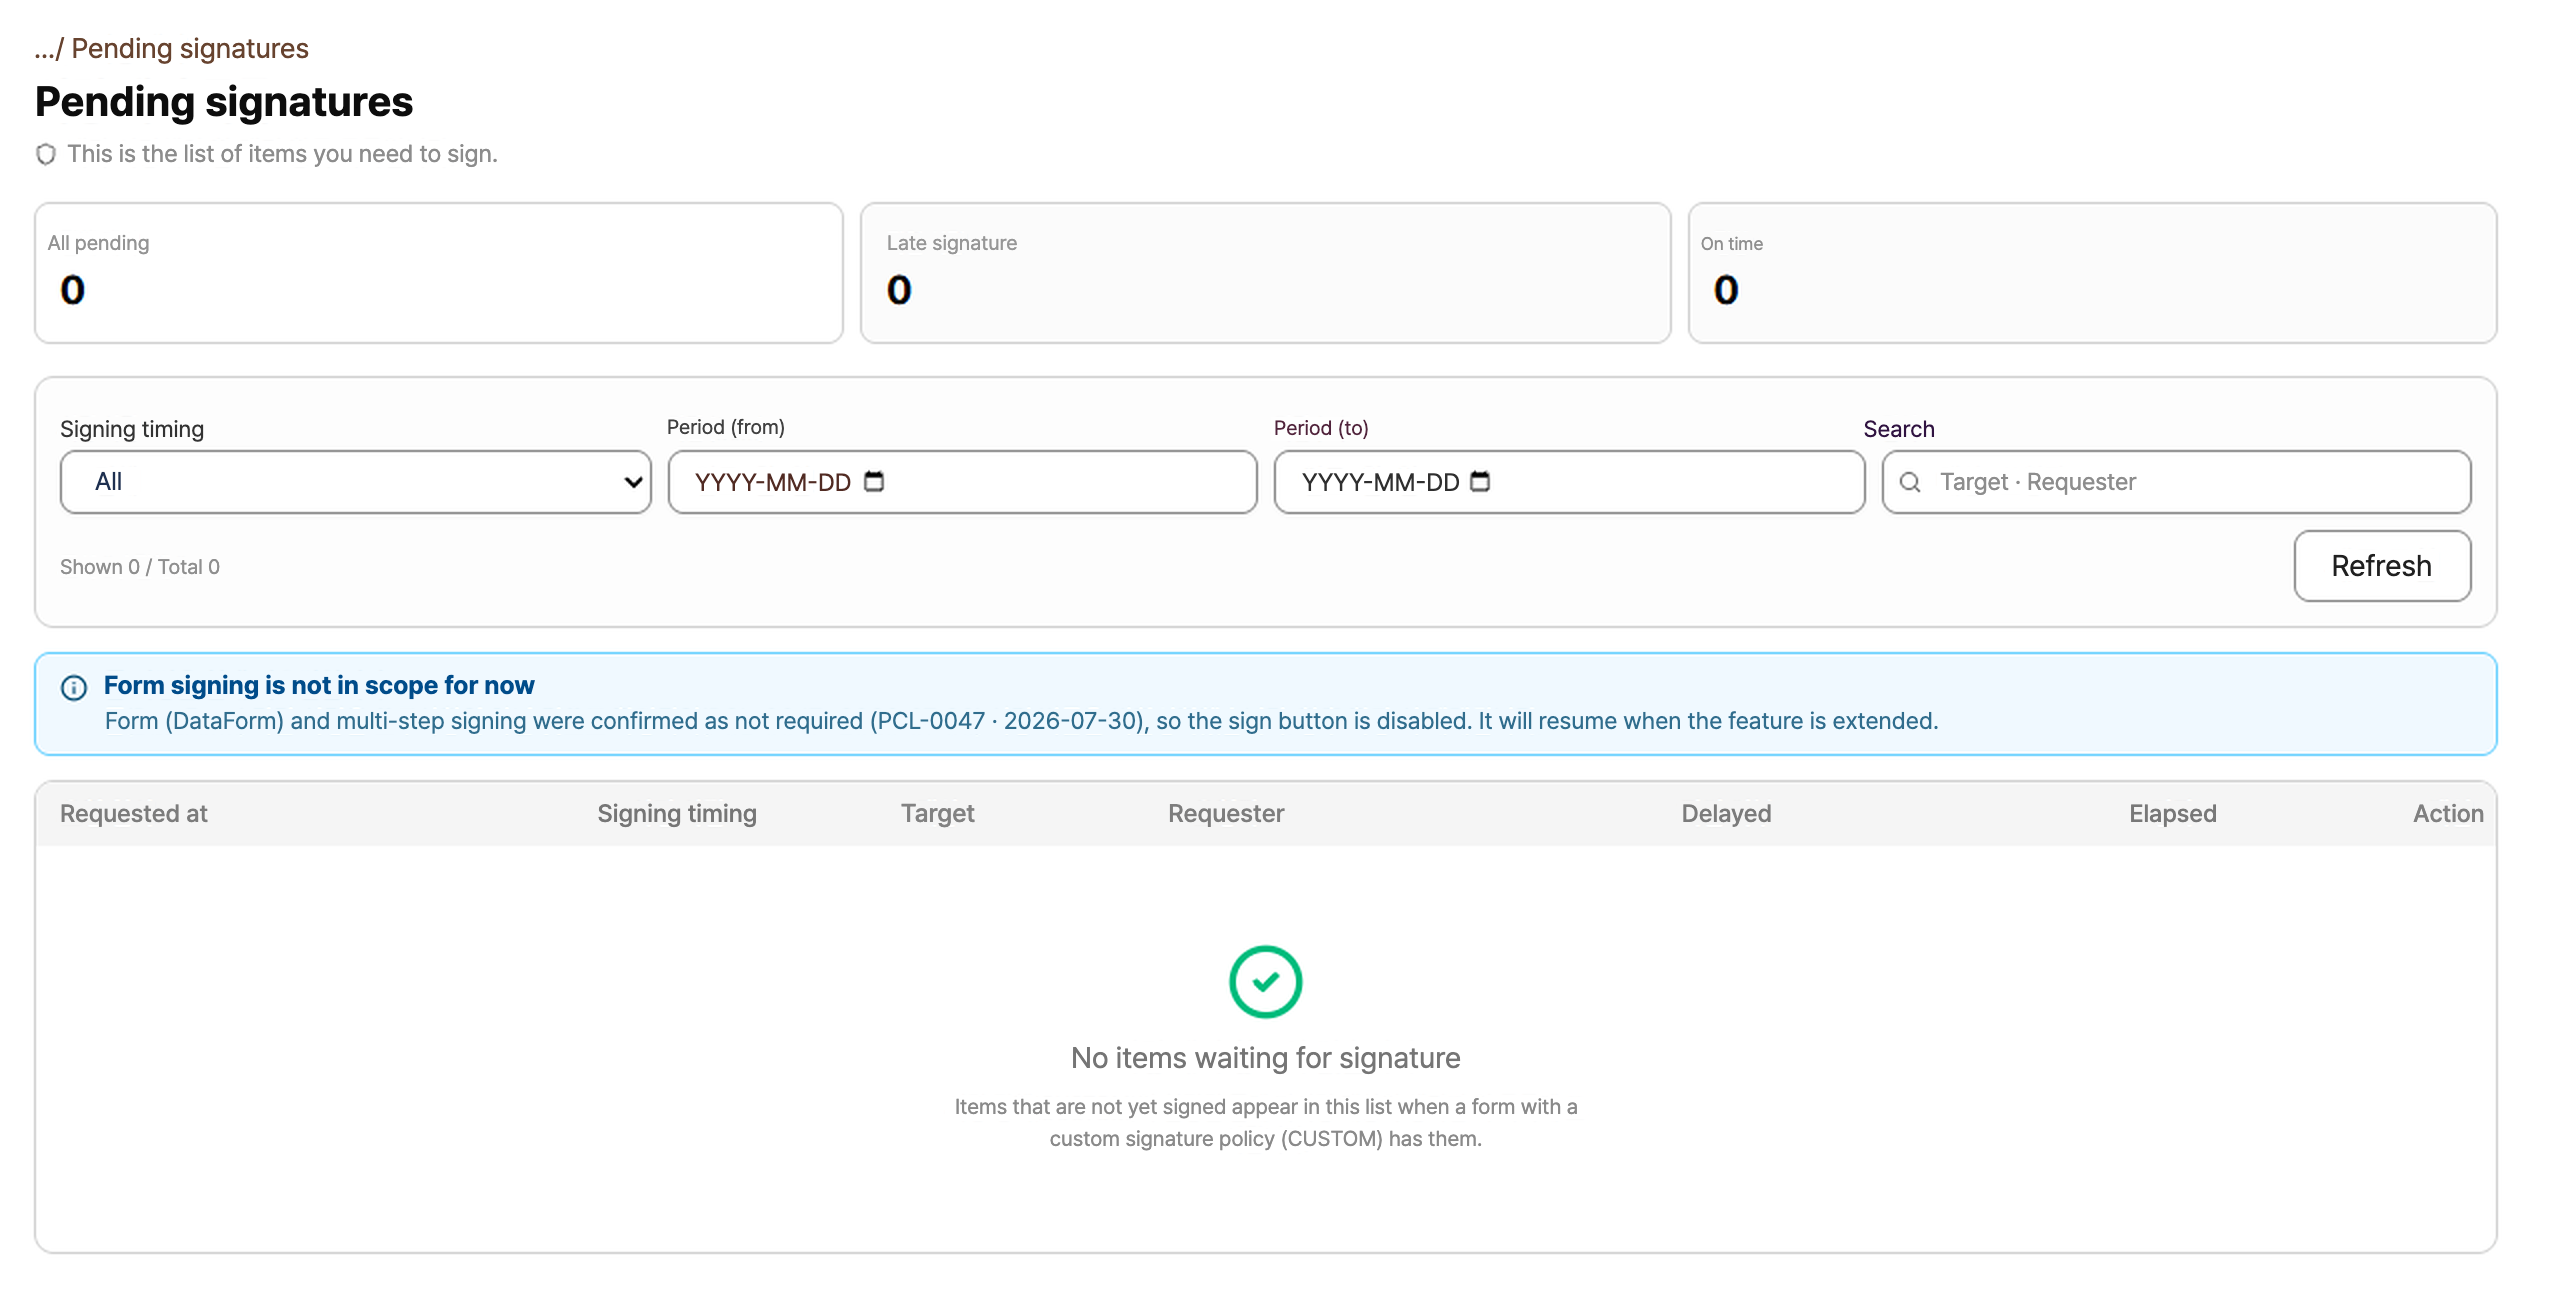 .../ Pending signatures
Pending signatures
This is the list of items you need to sign.
All pending
0
Late signature
0
On time
0
Signing timing
All
Period (from)
YYYY-MM-DD
Period (to)
YYYY-MM-DD
Search
Target · Requester
Shown 0 / Total 0
Refresh
Form signing is not in scope for now
Form (DataForm) and multi-step signing were confirmed as not required (PCL-0047 · 2026-07-30), so the sign button is disabled. It will resume when the feature is extended.
Requested at Signing timing Target Requester Delayed Elapsed Action
No items waiting for signature
Items that are not yet signed appear in this list when a form with a
custom signature policy (CUSTOM) has them.